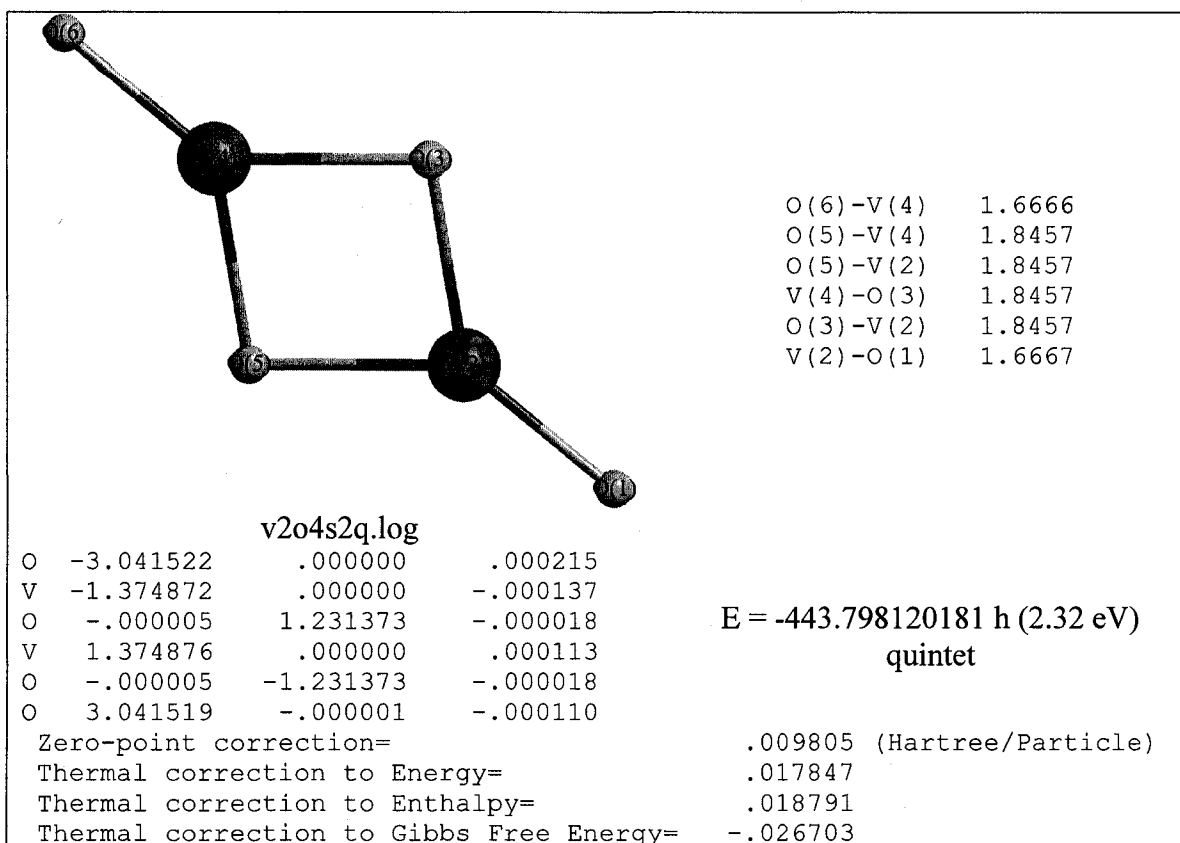 O(6)-V(4) 1.6666
O(5)-V(4) 1.8457
O(5)-V(2) 1.8457
V(4)-O(3) 1.8457
O(3)-V(2) 1.8457
V(2)-O(1) 1.6667
v2o4s2q.log
O -3.041522 .000000 .000215
V -1.374872 .000000 -.000137
O -.000005 1.231373 -.000018
V 1.374876 .000000 .000113
O -.000005 -1.231373 -.000018
O 3.041519 -.000001 -.000110
E = -443.798120181 h (2.32 eV)
quintet
Zero-point correction= .009805 (Hartree/Particle)
Thermal correction to Energy= .017847
Thermal correction to Enthalpy= .018791
Thermal correction to Gibbs Free Energy= -.026703